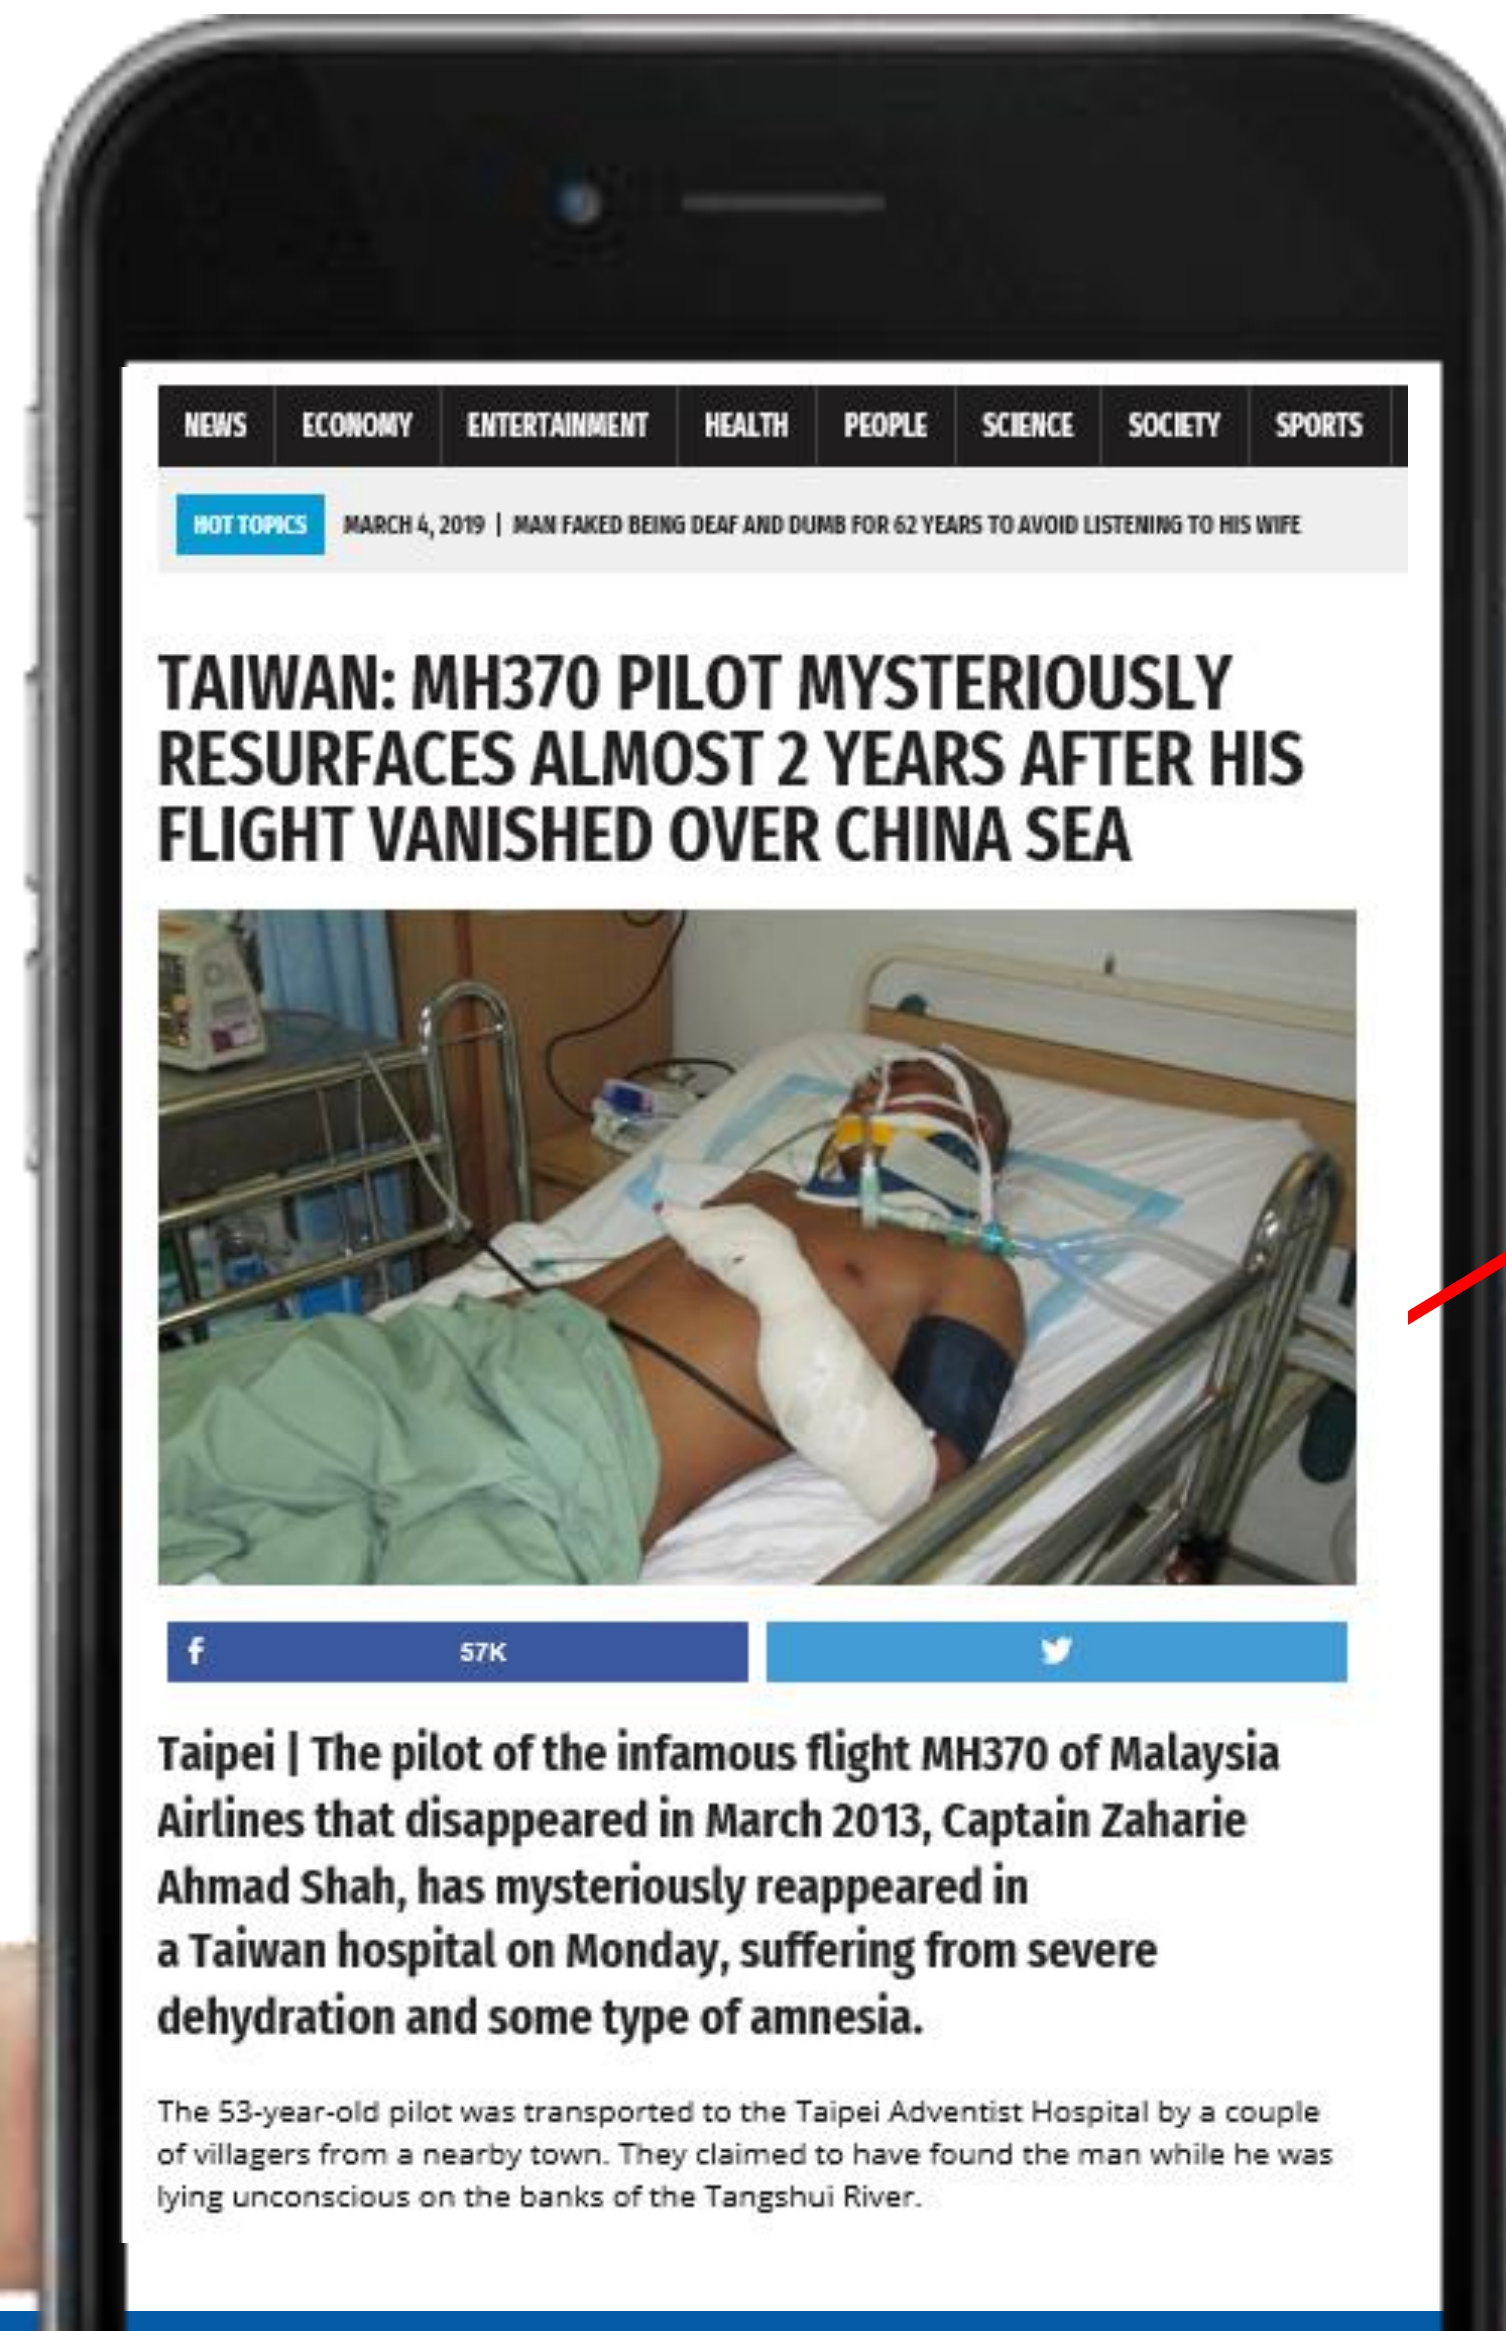 NEWS ECONOMY ENTERTAINMENT HEALTH PEOPLE SCIENCE SOCIETY SPORTS
HOT TOPICS MARCH 4, 2019 | MAN FAKED BEING DEAF AND DUMB FOR 62 YEARS TO AVOID LISTENING TO HIS WIFE
TAIWAN: MH370 PILOT MYSTERIOUSLY
RESURFACES ALMOST 2 YEARS AFTER HIS
FLIGHT VANISHED OVER CHINA SEA
f 57K
Taipei | The pilot of the infamous flight MH370 of Malaysia
Airlines that disappeared in March 2013, Captain Zaharie
Ahmad Shah, has mysteriously reappeared in
a Taiwan hospital on Monday, suffering from severe
dehydration and some type of amnesia.
The 53-year-old pilot was transported to the Taipei Adventist Hospital by a couple
of villagers from a nearby town. They claimed to have found the man while he was
lying unconscious on the banks of the Tangshui River.